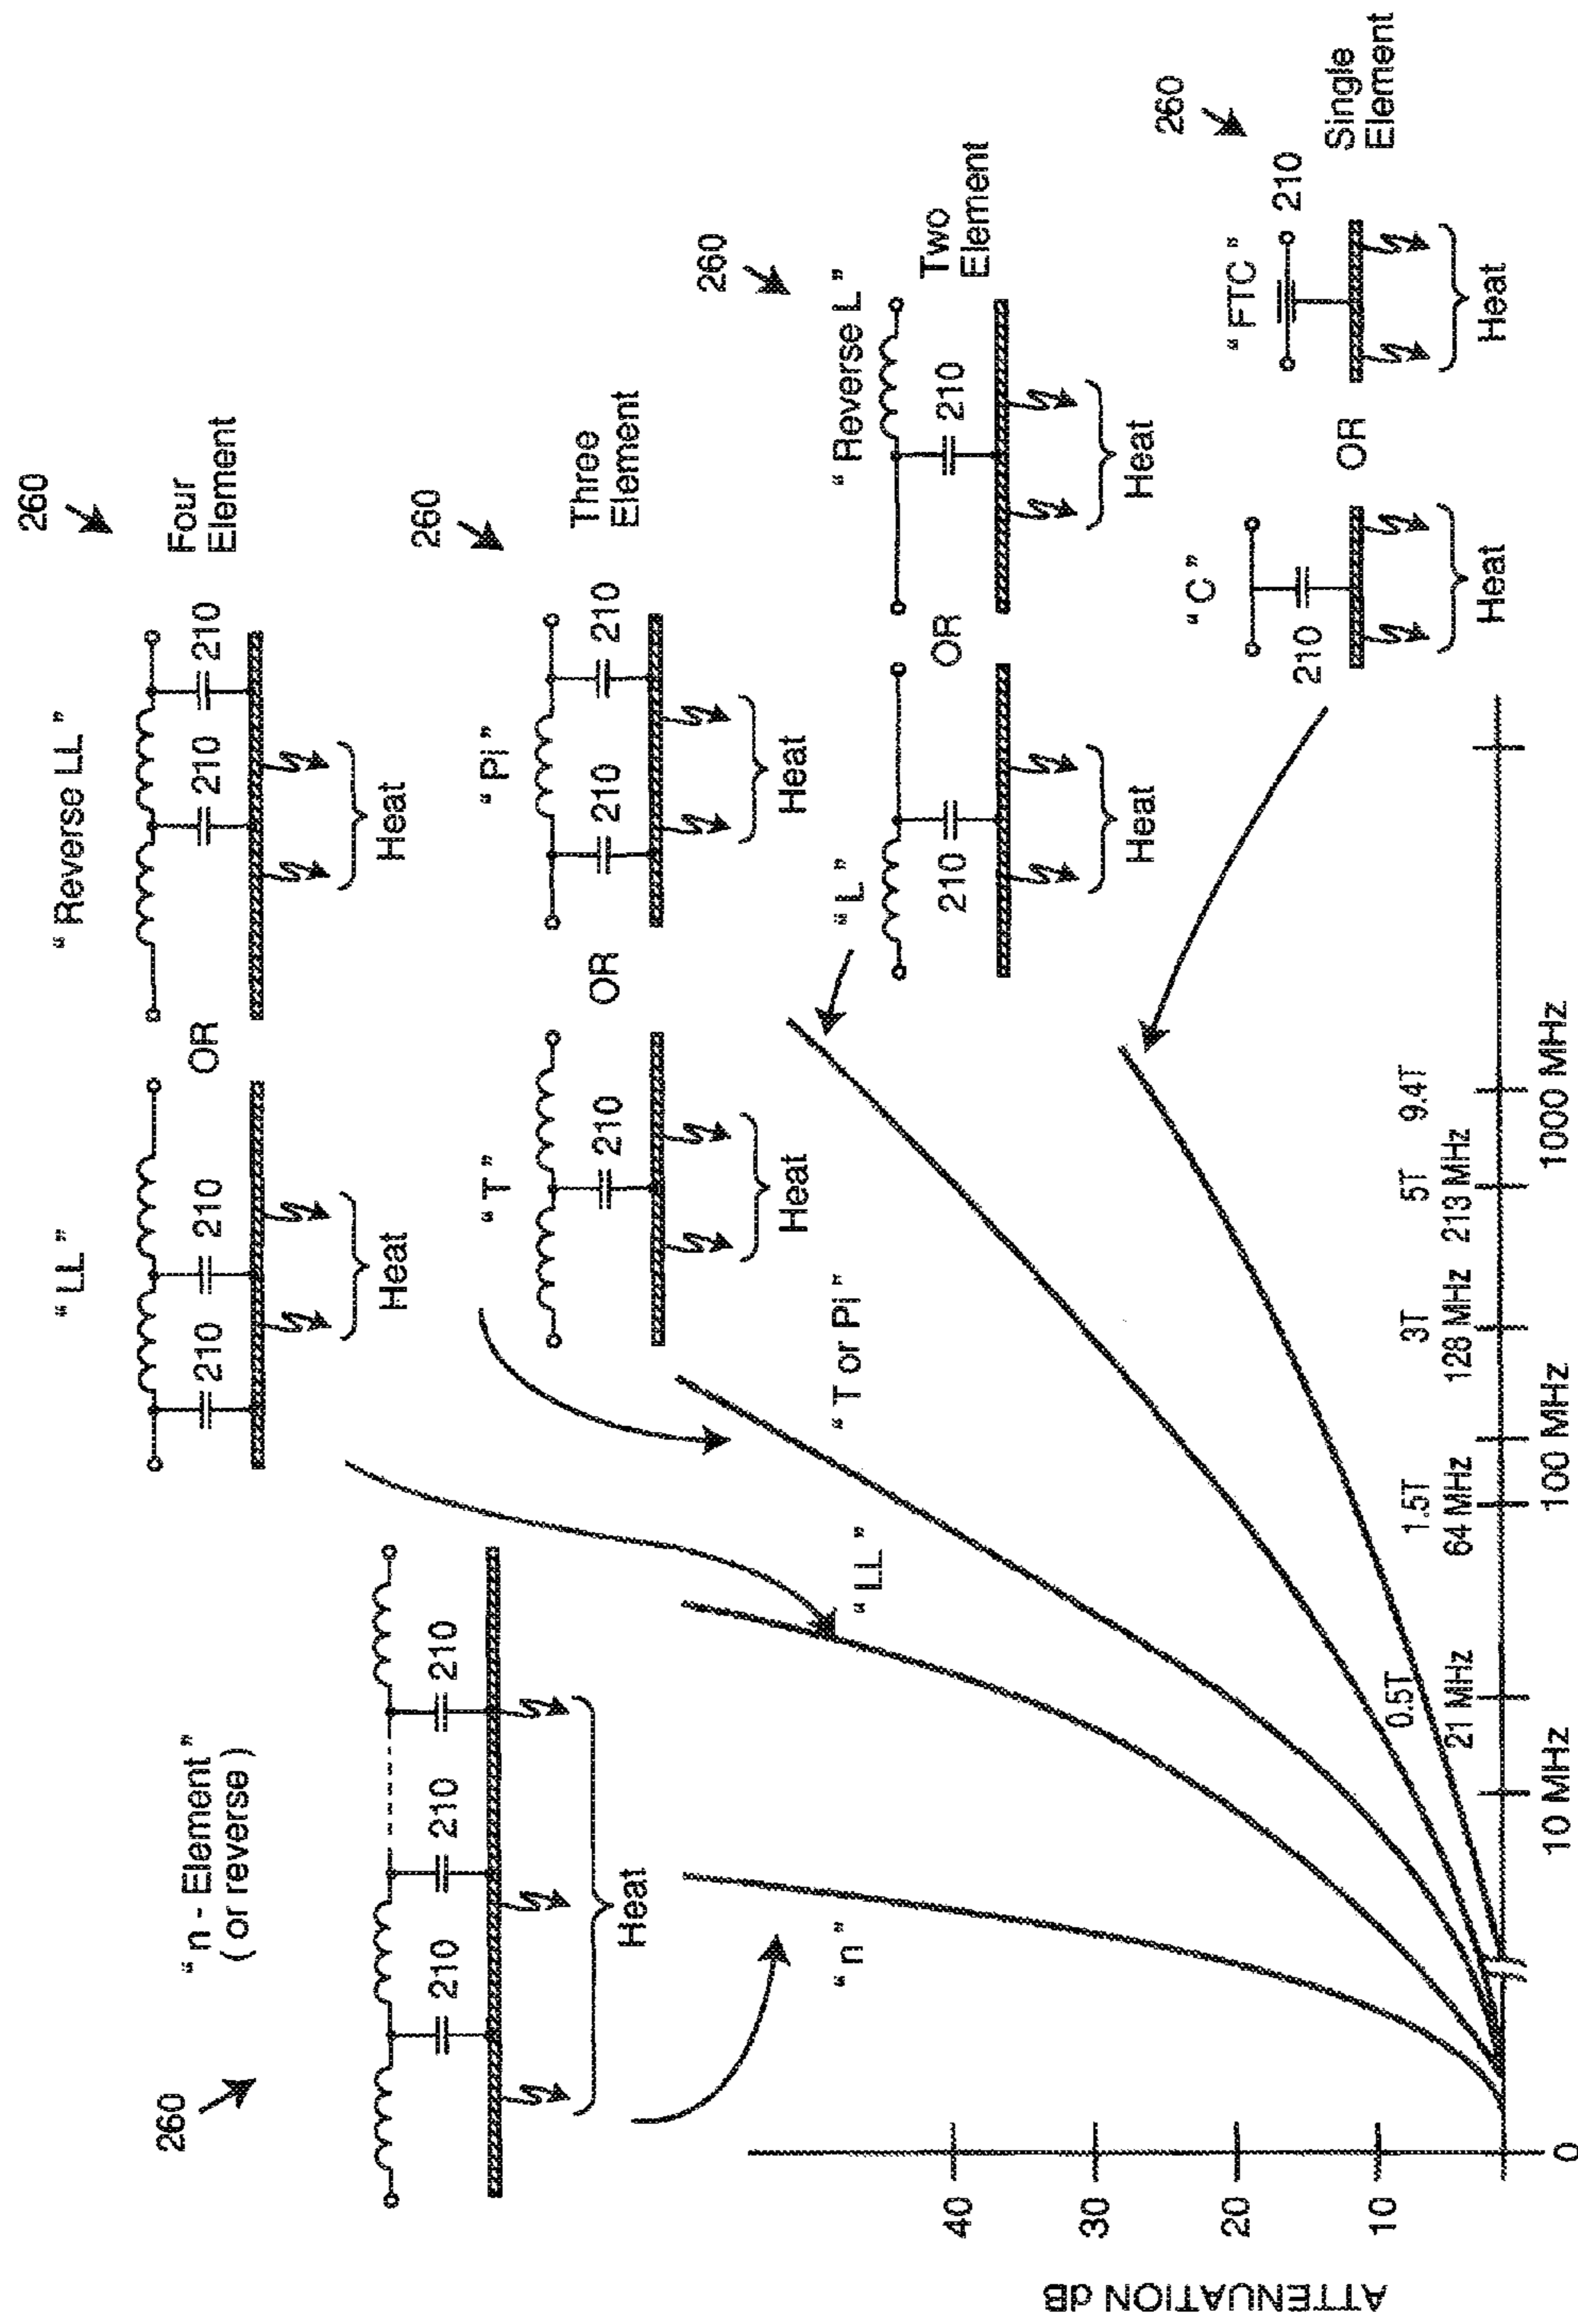 260
"n - Element"
(or reverse)
210
210
210
Heat
"LL"
"Reverse LL"
260
Four
Element
210
210
OR
210
210
Heat
Heat
"T"
"Pi"
260
Three
Element
210
OR
210
210
Heat
Heat
"L"
"Reverse L"
260
Two
Element
210
OR
210
Heat
Heat
"C"
"FTC"
260
210
OR
210
Single
Element
Heat
Heat
"n"
"LL"
"T or Pi"
ATTENUATION dB
40
30
20
10
0
0.5T
1.5T
3T
5T
9.4T
21 MHz
64 MHz
128 MHz
213 MHz
10 MHz
100 MHz
1000 MHz